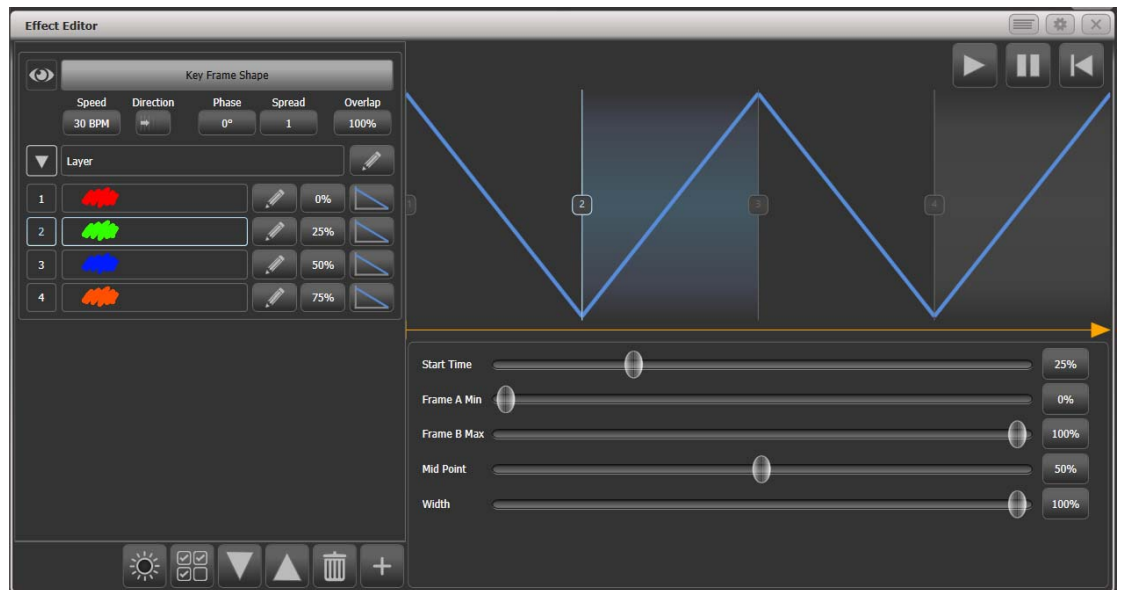 Effect Editor
Key Frame Shape
Speed Direction Phase Spread Overlap
30 BPM 0° 1 100%
Layer
1 0%
2 25%
3 50%
4 75%
1 2 3 4
Start Time 25%
Frame A Min 0%
Frame B Max 100%
Mid Point 50%
Width 100%